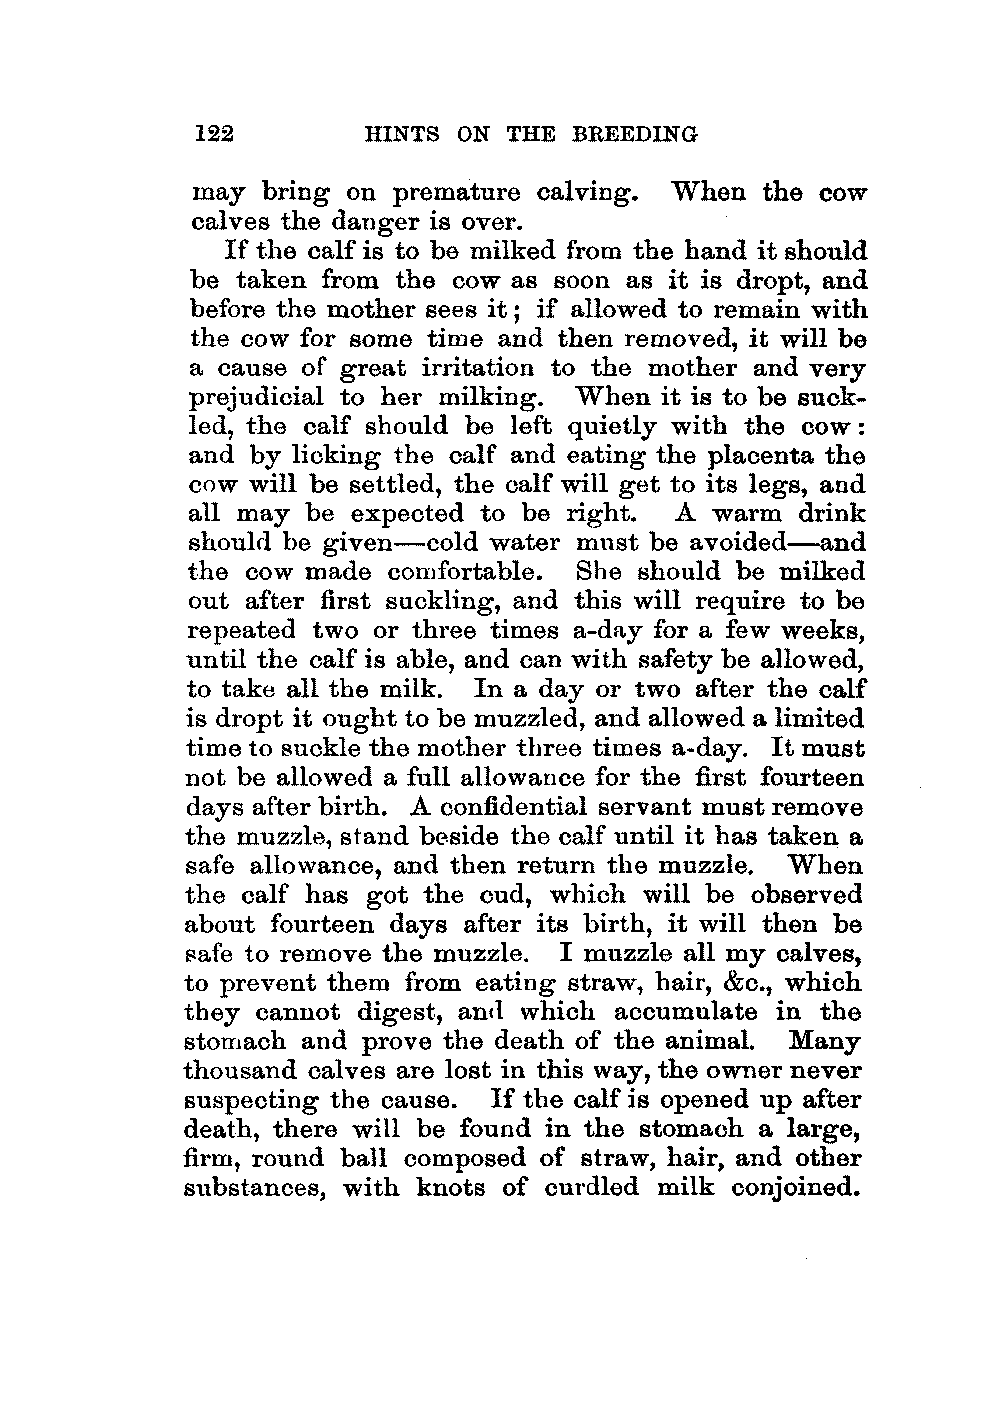 122 HINTS ON THE BREEDING
may bring on premature calving. When the cow
calves the danger is over.
If the calf is to be milked from the hand it should
be taken from the cow as soon as it is dropt, and
before the mother sees it; if allowed to remain with
the cow for some time and then removed, it will be
a cause of great irritation to the mother and very
prejudicial to her milking. When it is to be suck-
led, the calf should be left quietly with the cow:
and by licking the calf and eating the placenta the
cow will be settled, the calf will get to its legs, and
all may be expected to be right. A warm drink
should be given—cold water must be avoided—and
the cow made comfortable. She should be milked
out after first suckling, and this will require to be
repeated two or three times a-day for a few weeks,
until the calf is able, and can with safety be allowed,
to take all the milk. In a day or two after the calf
is dropt it ought to be muzzled, and allowed a limited
time to suckle the mother three times a-day. It must
not be allowed a full allowance for the first fourteen
days after birth. A confidential servant must remove
the muzzle, stand beside the calf until it has taken a
safe allowance, and then return the muzzle. When
the calf has got the cud, which will be observed
about fourteen days after its birth, it will then be
safe to remove the muzzle. I muzzle all my calves,
to prevent them from eating straw, hair, &c., which
they cannot digest, and which accumulate in the
stomach and prove the death of the animal. Many
thousand calves are lost in this way, the owner never
suspecting the cause. If the calf is opened up after
death, there will be found in the stomach a large,
firm, round ball composed of straw, hair, and other
substances, with knots of curdled milk conjoined.